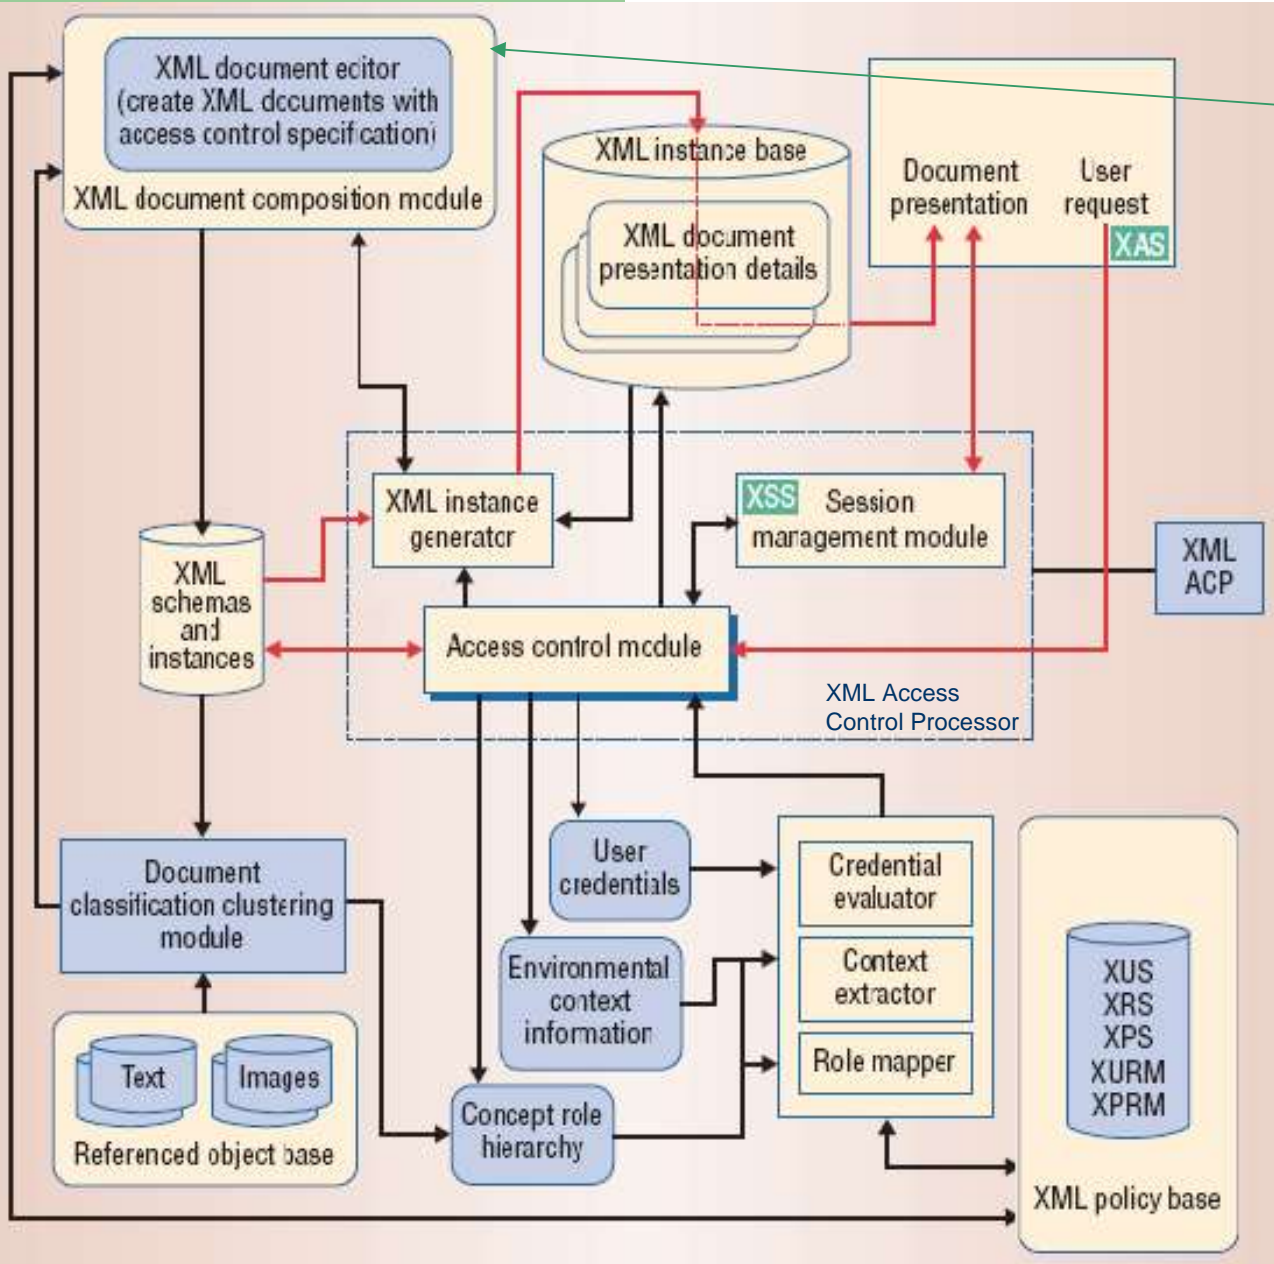 XML document editor
(create XML documents with
access control specification)
XML document composition module
XML instance base
XML document
presentation details
Document
presentation
User
request
XAS
XML instance
generator
XSS
Session
management module
XML
ACP
XML
schemas
and
instances
Access control module
XML Access
Control Processor
Document
classification clustering
module
User
credentials
Credential
evaluator
Environmental
context
information
Context
extractor
Role mapper
XUS
XRS
XPS
XURM
XPRM
Text
Images
Referenced object base
Concept role
hierarchy
XML policy base